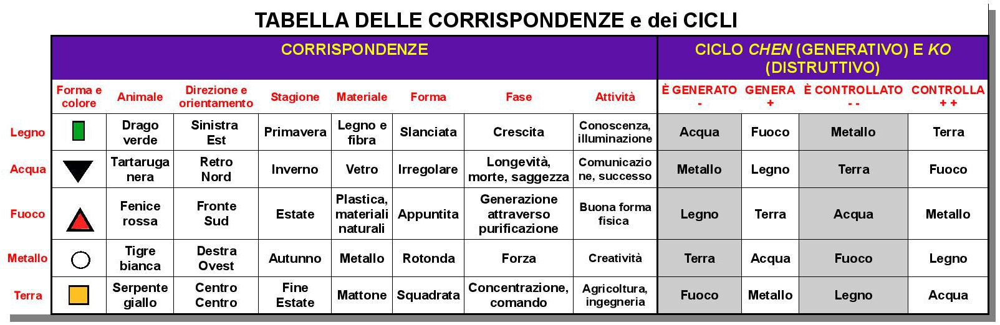 TABELLA DELLE CORRISPONDENZE e dei CICLI
CORRISPONDENZE
CICLO CHEN (GENERATIVO) E KO
(DISTRUTTIVO)
Forma e
colore
Animale
Direzione e
orientamento
Stagione
Materiale
Forma
Fase
Attività
È GENERATO
-
GENERA
+
È CONTROLLATO
- -
CONTROLLA
+ +
Legno
Drago
verde
Sinistra
Est
Primavera
Legno e
fibra
Slanciata
Crescita
Conoscenza,
illuminazione
Acqua
Fuoco
Metallo
Terra
Acqua
Tartaruga
nera
Retro
Nord
Inverno
Vetro
Irregolare
Longevità,
morte, saggezza
Comunicazio
ne, successo
Metallo
Legno
Terra
Fuoco
Fuoco
Fenice
rossa
Fronte
Sud
Estate
Plastica,
materiali
naturali
Appuntita
Generazione
attraverso
purificazione
Buona forma
fisica
Legno
Terra
Acqua
Metallo
Metallo
Tigre
bianca
Destra
Ovest
Autunno
Metallo
Rotonda
Forza
Creatività
Terra
Acqua
Fuoco
Legno
Terra
Serpente
giallo
Centro
Centro
Fine
Estate
Mattone
Squadrata
Concentrazione,
comando
Agricoltura,
ingegneria
Fuoco
Metallo
Legno
Acqua